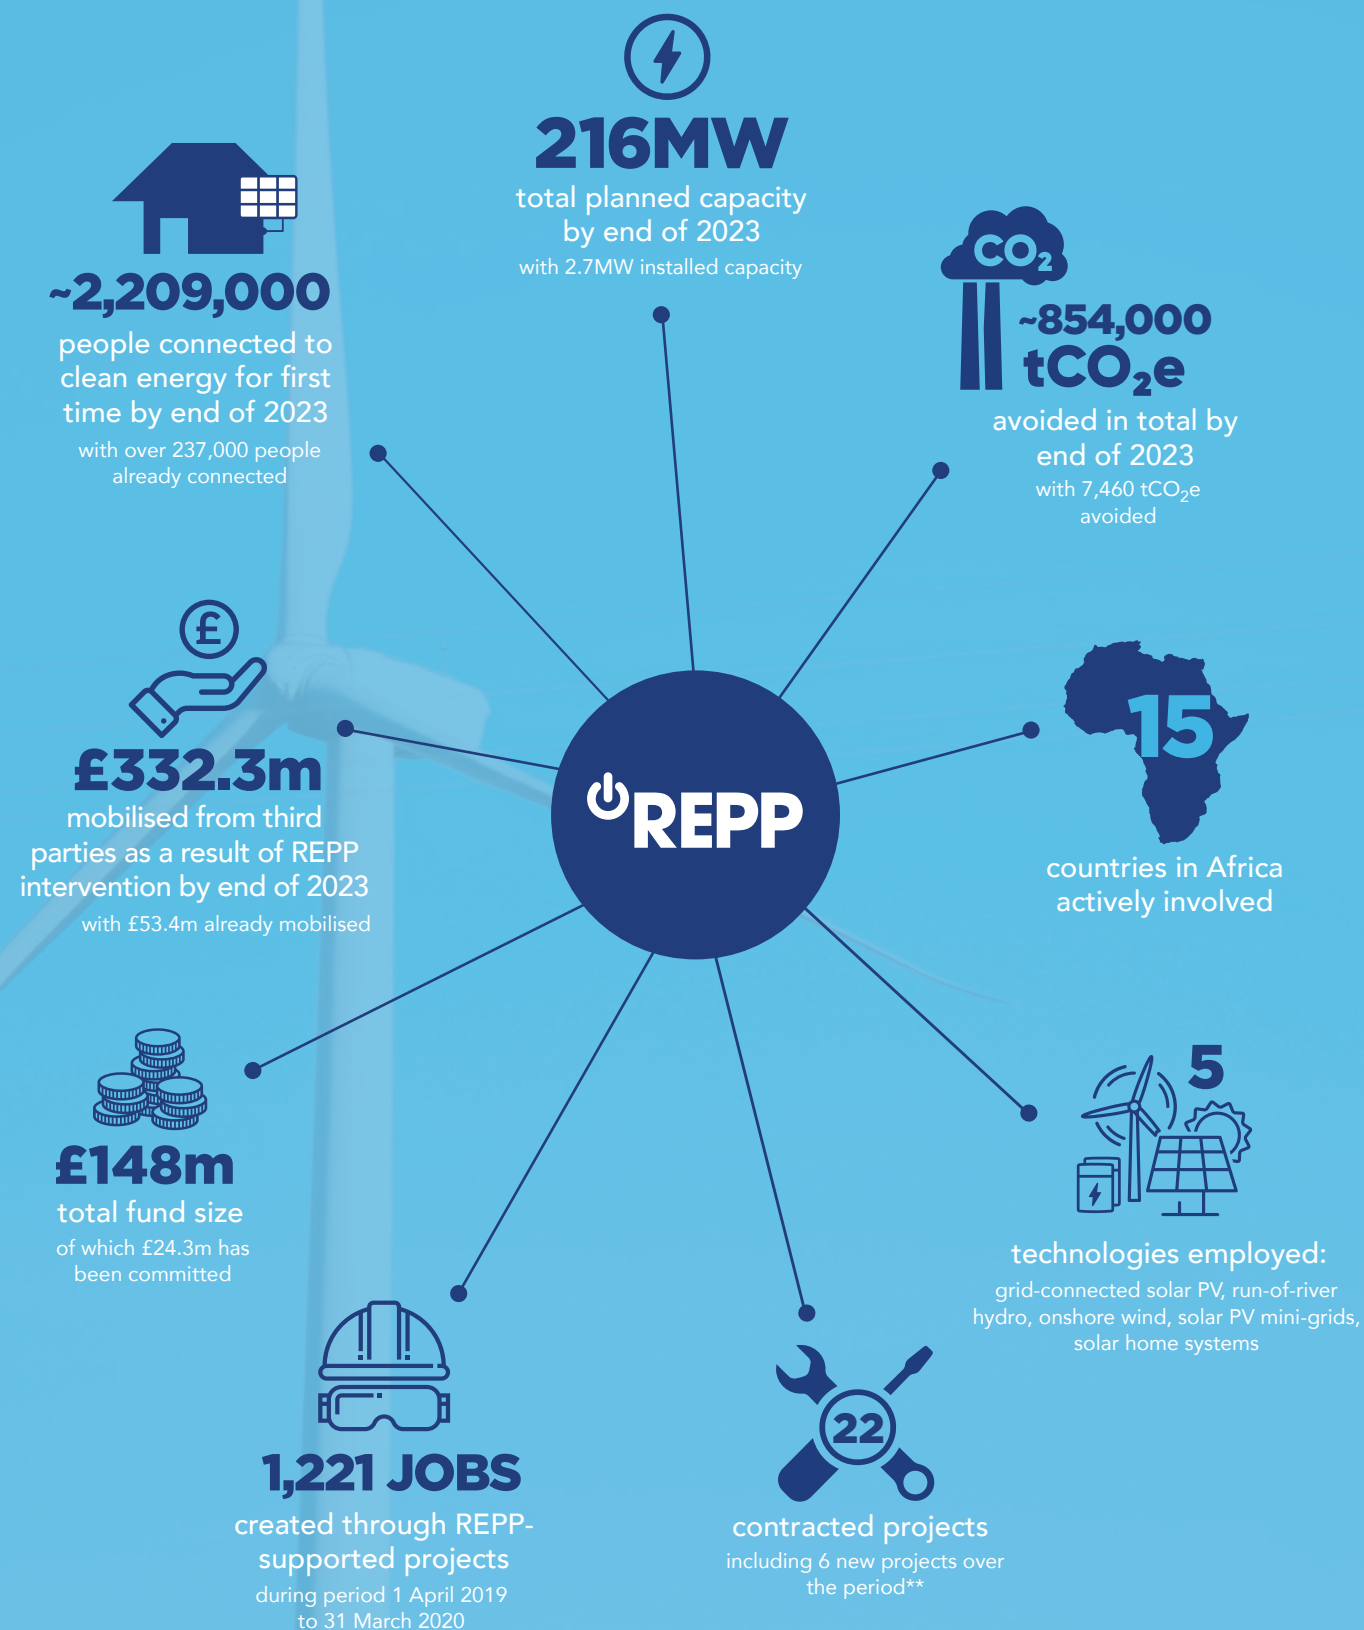 216MW
total planned capacity
by end of 2023
with 2.7MW installed capacity
~2,209,000
people connected to
clean energy for first
time by end of 2023
with over 237,000 people
already connected
CO₂
~854,000
tCO₂e
avoided in total by
end of 2023
with 7,460 tCO₂e
avoided
£
£332.3m
mobilised from third
parties as a result of REPP
intervention by end of 2023
with £53.4m already mobilised
REPP
15
countries in Africa
actively involved
£148m
total fund size
of which £24.3m has
been committed
5
technologies employed:
grid-connected solar PV, run-of-river
hydro, onshore wind, solar PV mini-grids,
solar home systems
1,221 JOBS
created through REPP-
supported projects
during period 1 April 2019
to 31 March 2020
22
contracted projects
including 6 new projects over
the period**